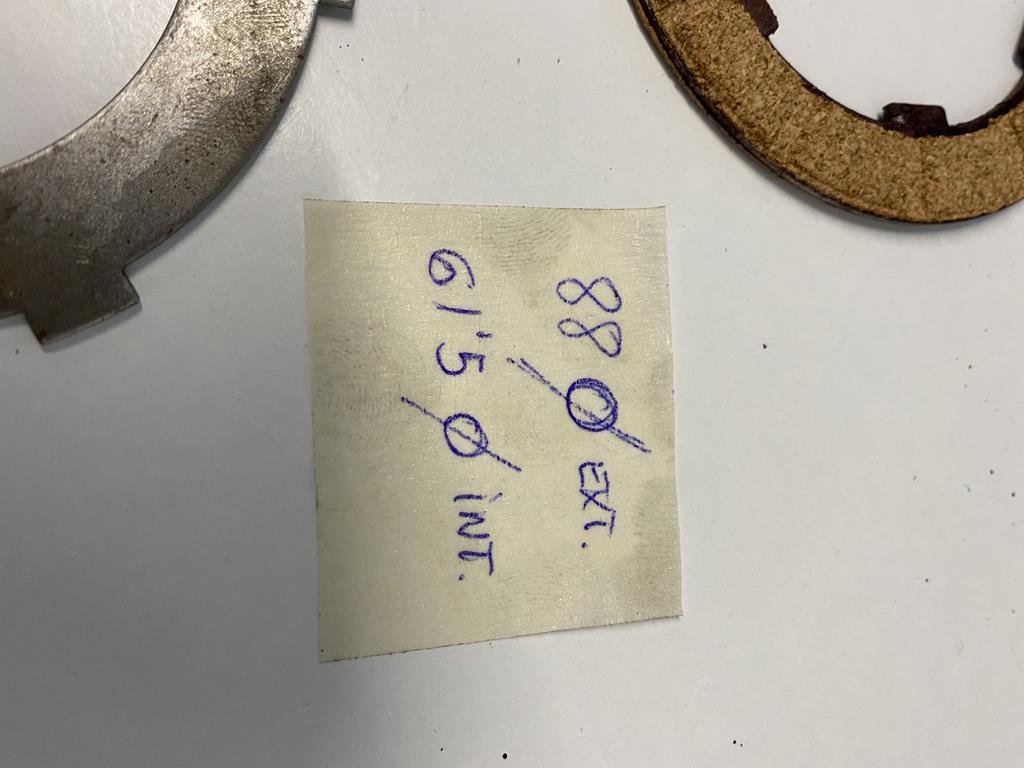 88 Ø EXT.
61'5 Ø iNT.